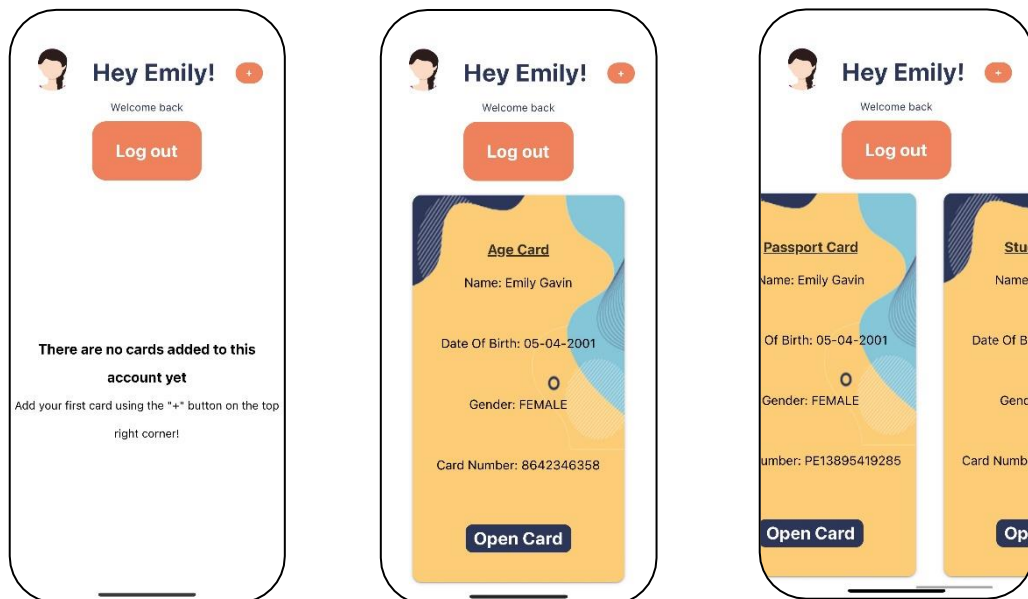 Hey Emily!
+
Welcome back
Log out
There are no cards added to this
account yet
Add your first card using the "+" button on the top
right corner!
Hey Emily!
+
Welcome back
Log out
Age Card
Name: Emily Gavin
Date Of Birth: 05-04-2001
Gender: FEMALE
Card Number: 8642346358
Open Card
Hey Emily!
+
Welcome back
Log out
Passport Card
Name: Emily Gavin
Of Birth: 05-04-2001
Gender: FEMALE
umber: PE13895419285
Open Card
Stu
Name
Date Of B
Gend
Card Numb
Op